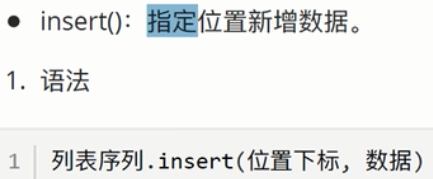 ● insert()：指定位置新增数据。
1. 语法
1 列表序列.insert(位置下标, 数据)